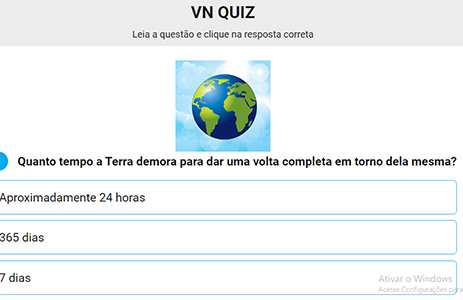 VN QUIZ
Leia a questão e clique na resposta correta
Quanto tempo a Terra demora para dar uma volta completa em torno dela mesma?
Aproximadamente 24 horas
365 dias
7 dias
Ativar o Windows
Acesse Configurações para